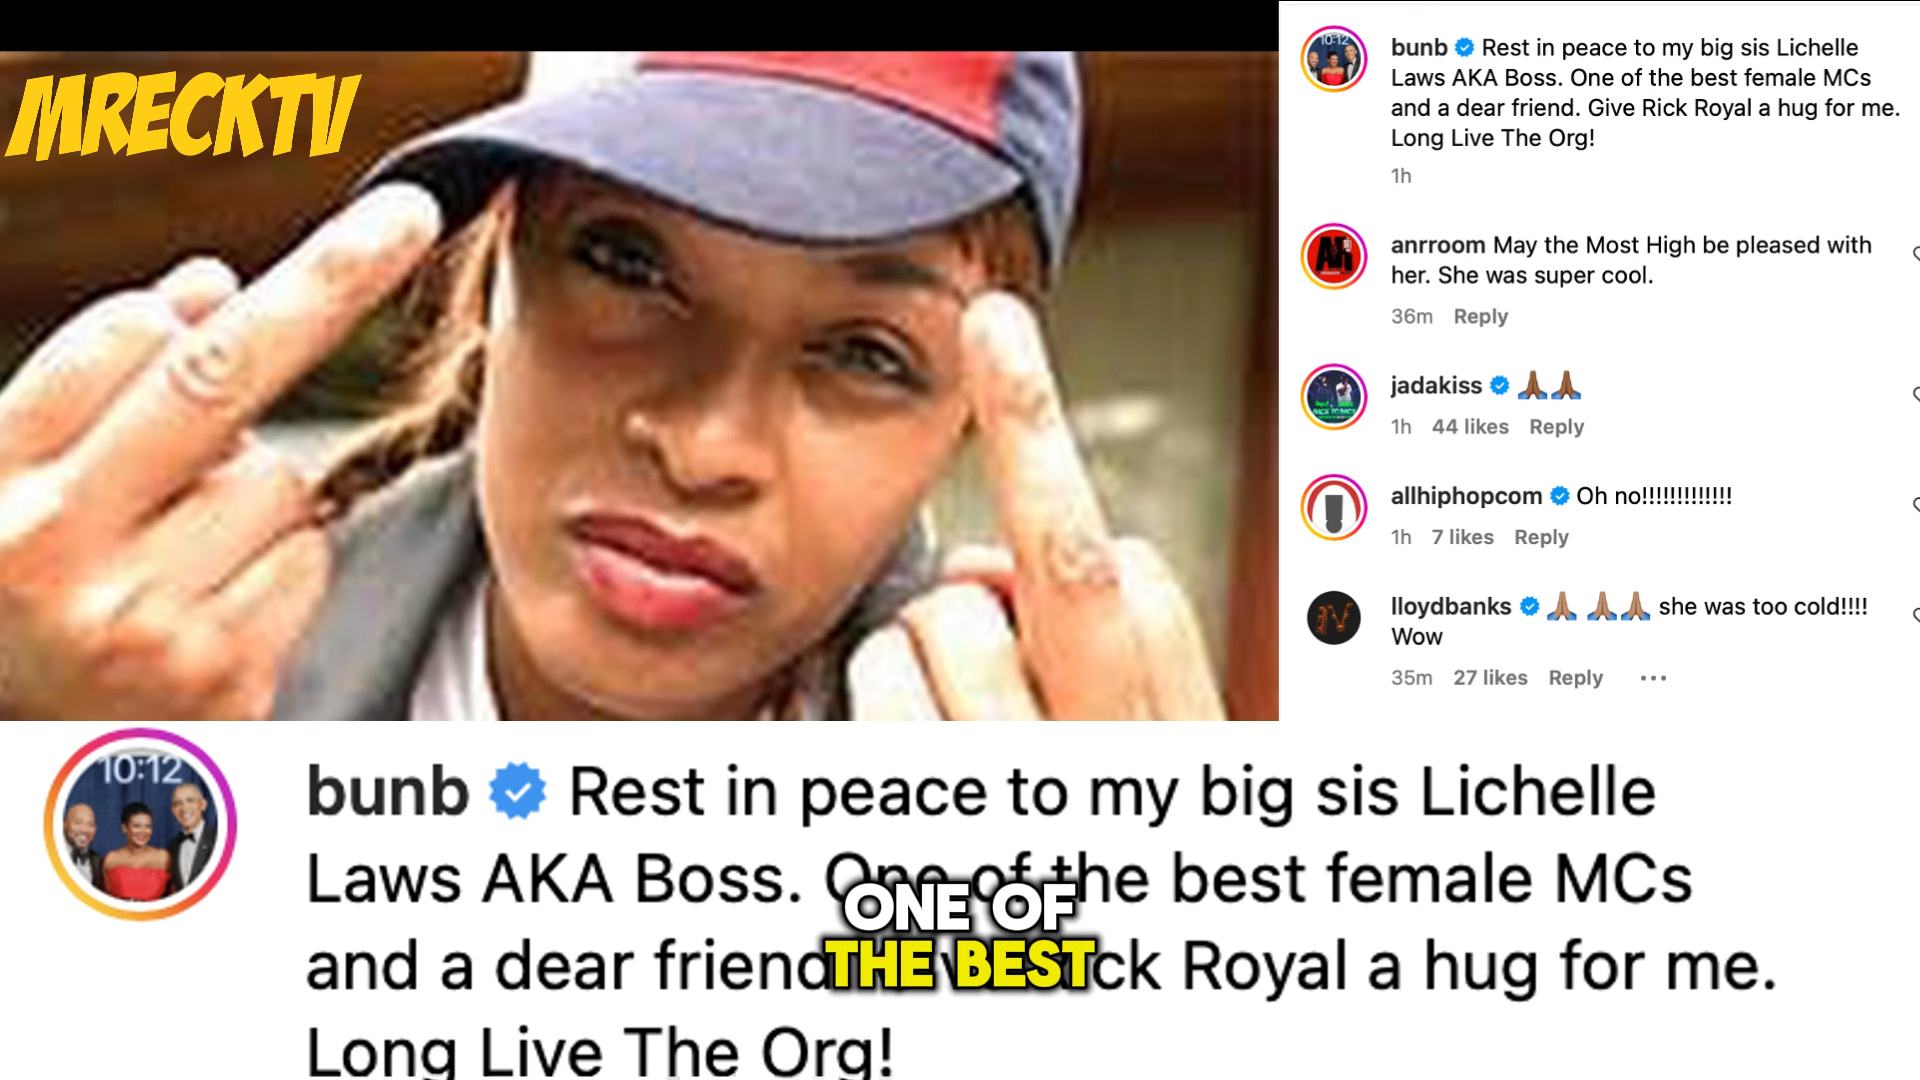 MRECKTV
bunb Rest in peace to my big sis Lichelle
Laws AKA Boss. One of the best female MCs
and a dear friend. Give Rick Royal a hug for me.
Long Live The Org!
1h
anrroom May the Most High be pleased with
her. She was super cool.
36m Reply
jadakiss 🙏🏾🙏🏾
1h 44 likes Reply
allhiphopcom Oh no!!!!!!!!!!!!!
1h 7 likes Reply
lloydbanks 🙏🏽 🙏🏽🙏🏽 she was too cold!!!!
Wow
35m 27 likes Reply •••
10:12
bunb Rest in peace to my big sis Lichelle
Laws AKA Boss. One of the best female MCs
and a dear friend ck Royal a hug for me.
Long Live The Org!
ONE OF
THE BEST